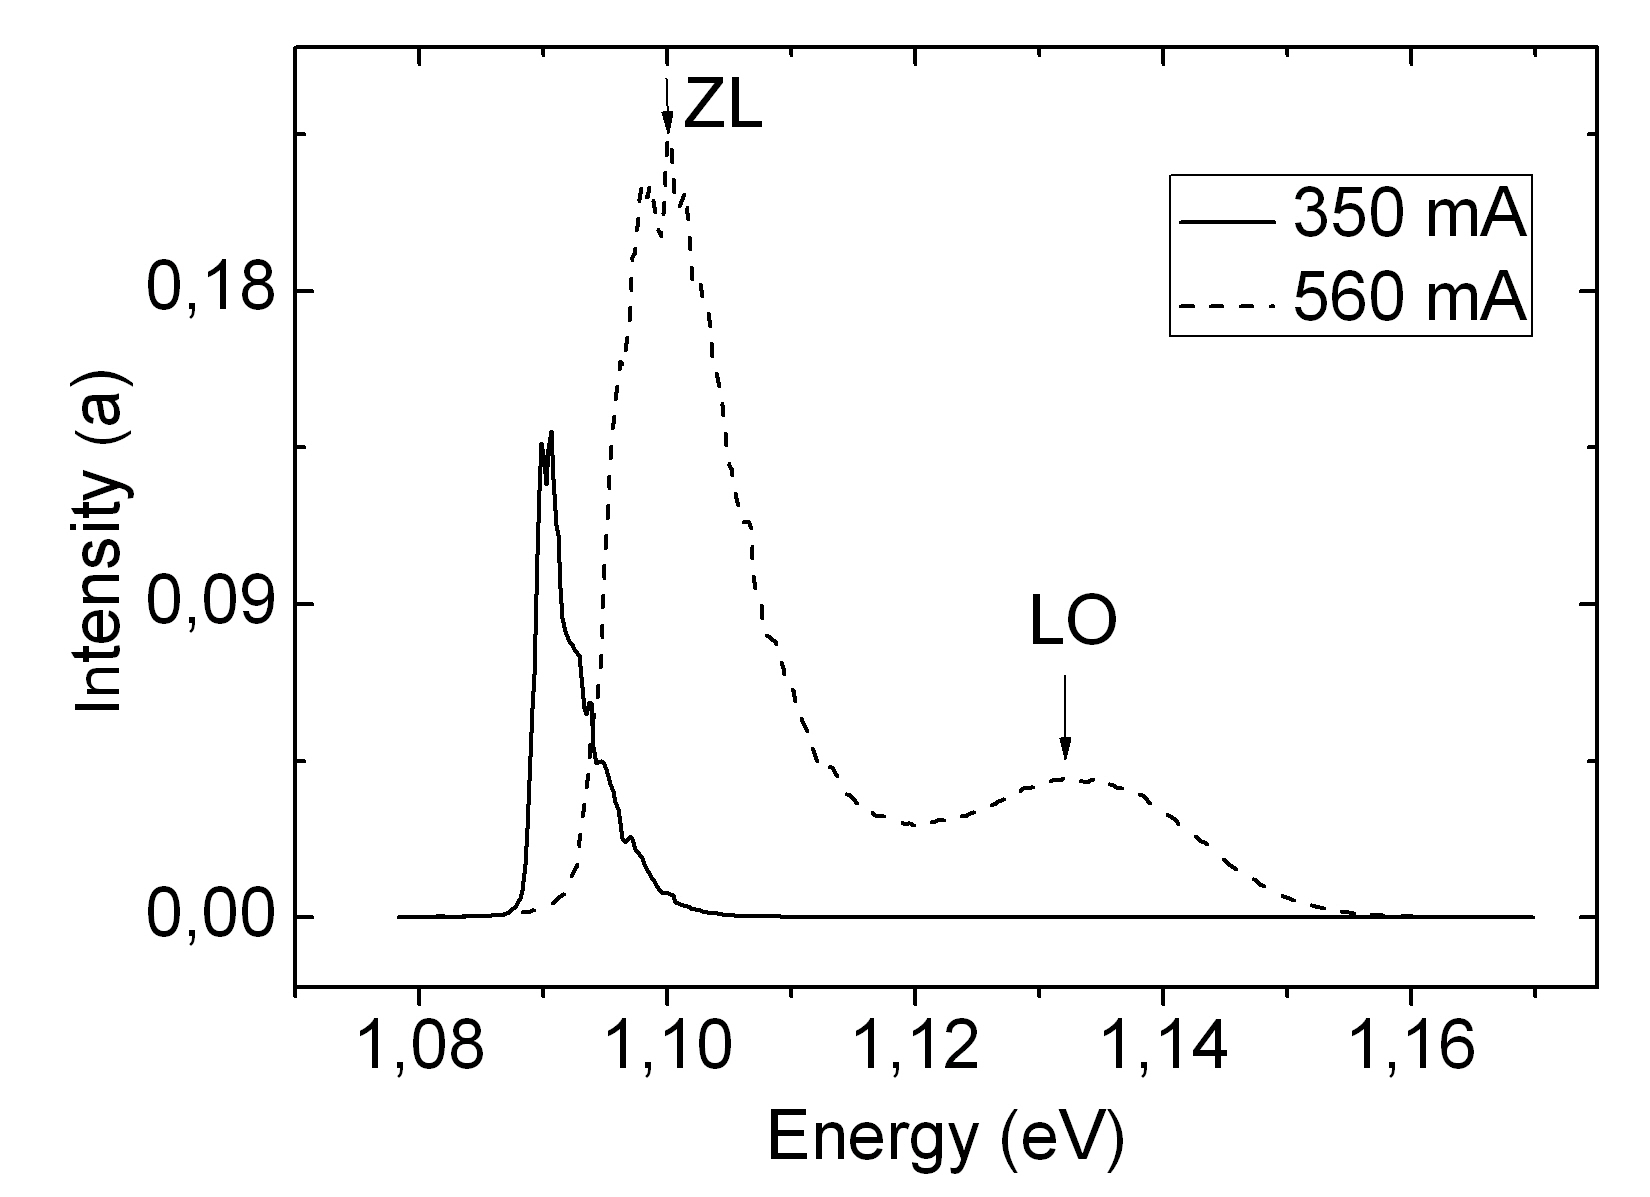 ZL
350 mA
560 mA
0,18
0,09
0,00
LO
Intensity (a)
1,08 1,10 1,12 1,14 1,16
Energy (eV)